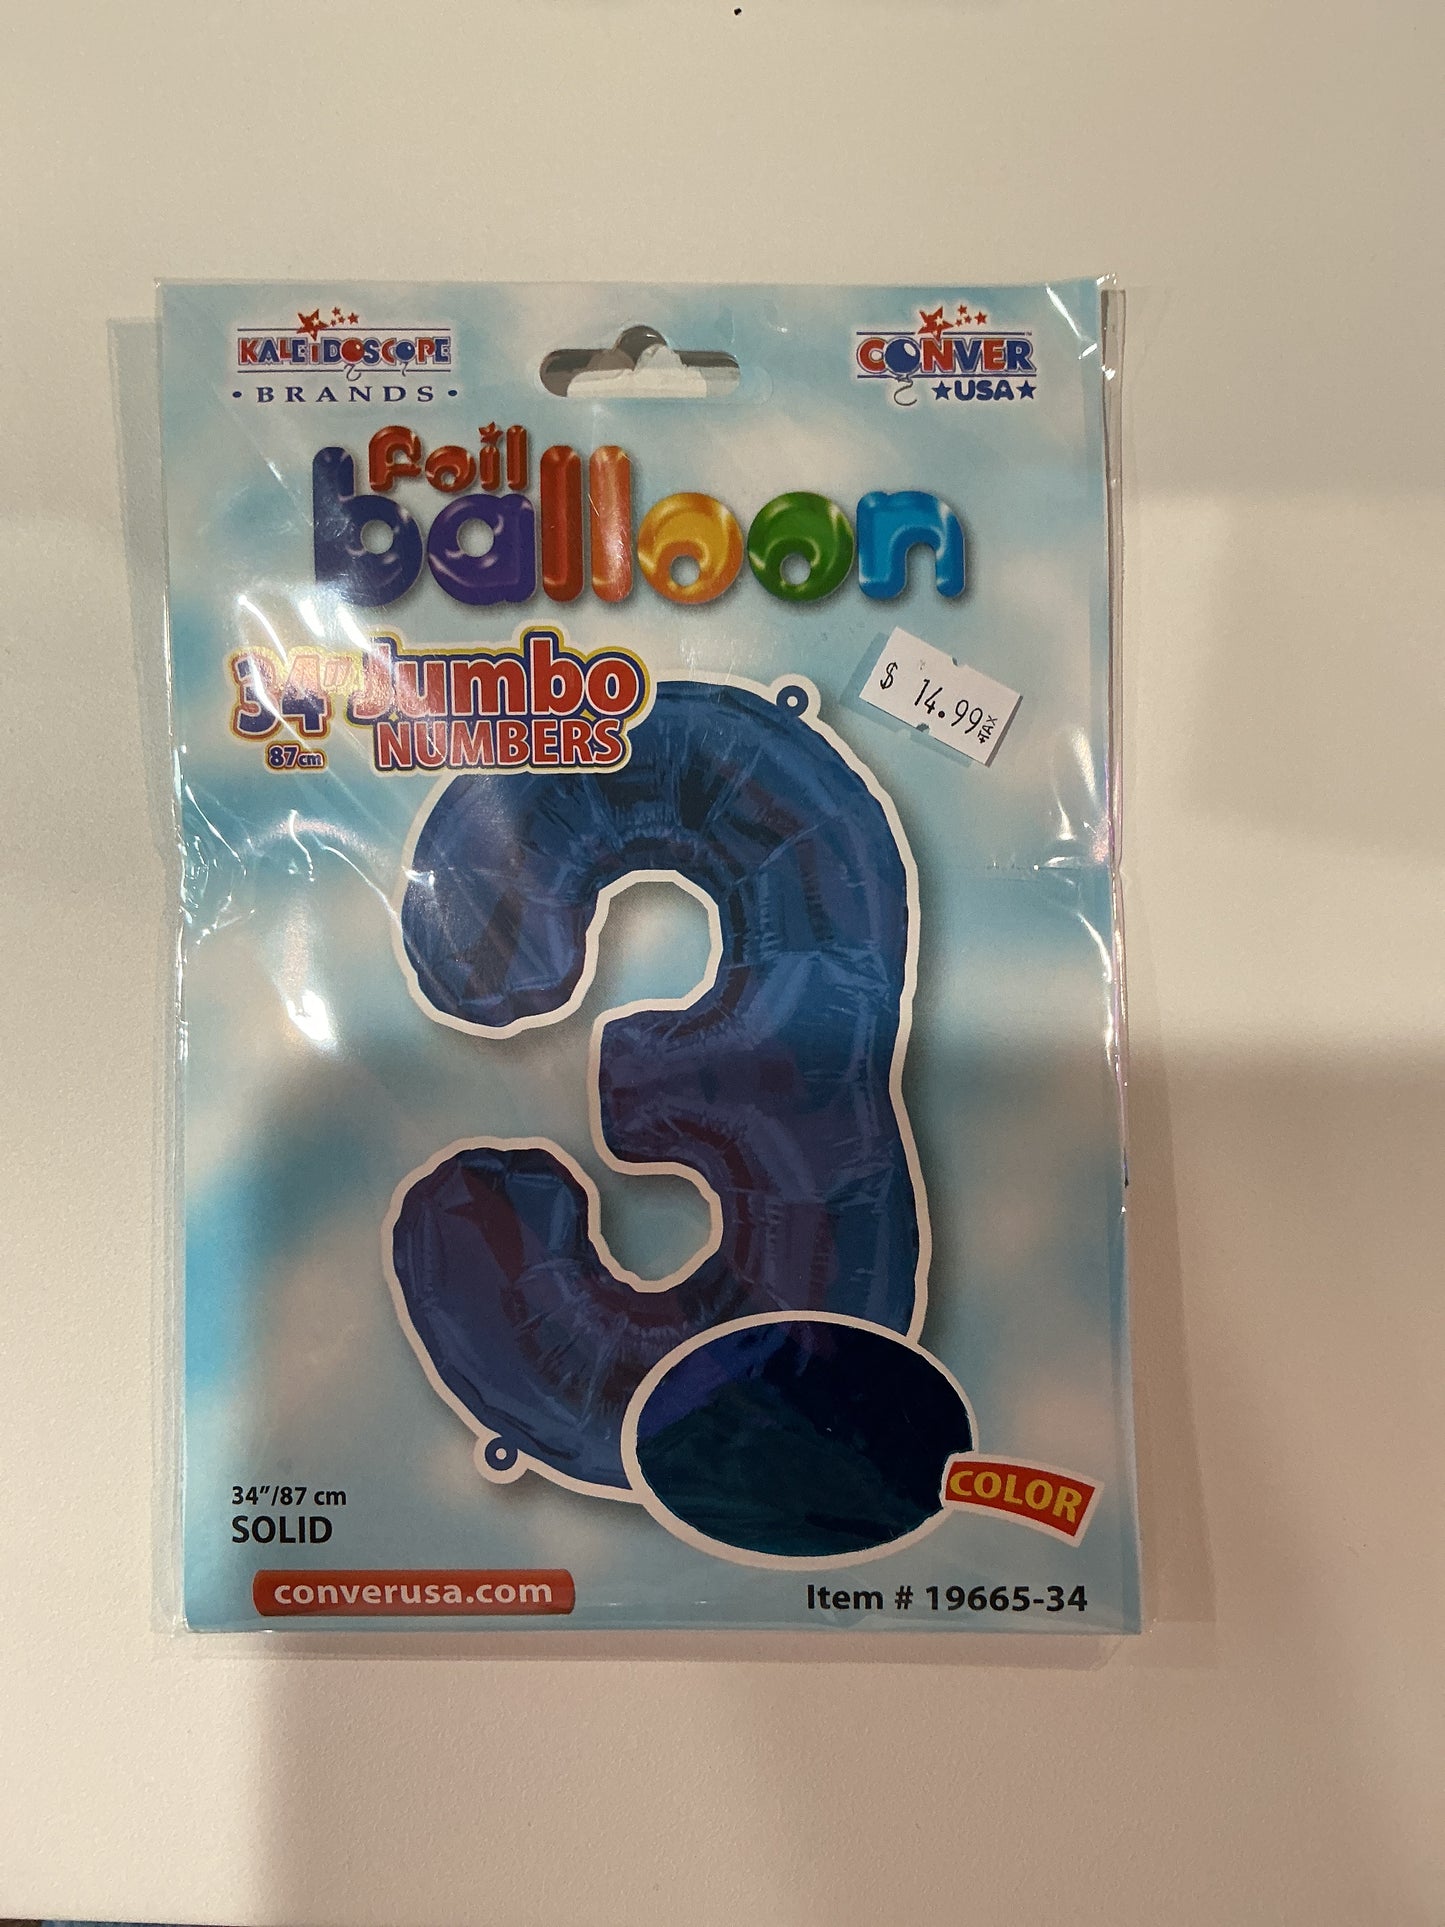 KALEIDOSCOPE
• BRANDS •
CONVER™
★USA★
foil
balloon
34" Jumbo
87cm NUMBERS
$ 14.99 +TAX
3
COLOR
34"/87 cm
SOLID
converusa.com
Item # 19665-34